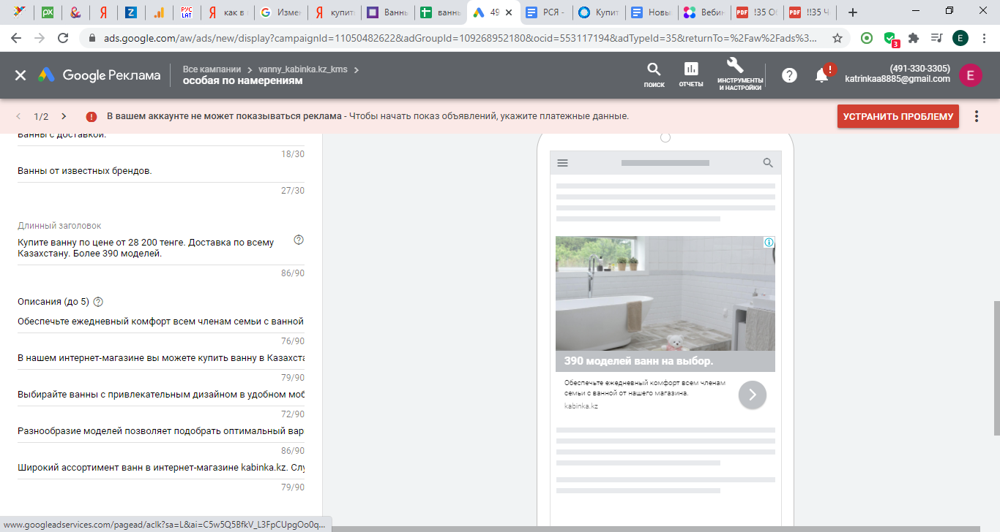 как в
Измен
купит
Ванны
ванны
49
РСЯ -
Купит
Новы
Вебин
!35 О
!!35 Ч
ads.google.com/aw/ads/new/display?campaignId=11050482622&adGroupId=109268952180&ocid=553117194&adTypeId=35&returnTo=%2Faw%2Fads%3...
Google Реклама
Все кампании > vanny_kabinka.kz_kms >
особая по намерениям
ПОИСК
ОТЧЕТЫ
ИНСТРУМЕНТЫ
И НАСТРОЙКИ
(491-330-3305)
katrinkaa8885@gmail.com
E
1/2
В вашем аккаунте не может показываться реклама - Чтобы начать показ объявлений, укажите платежные данные.
УСТРАНИТЬ ПРОБЛЕМУ
Ванны с доставкой.
18/30
Ванны от известных брендов.
27/30
Длинный заголовок
Купите ванну по цене от 28 200 тенге. Доставка по всему
Казахстану. Более 390 моделей.
86/90
Описания (до 5)
Обеспечьте ежедневный комфорт всем членам семьи с ванной
76/90
В нашем интернет-магазине вы можете купить ванну в Казахста
79/90
Выбирайте ванны с привлекательным дизайном в удобном моб
72/90
Разнообразие моделей позволяет подобрать оптимальный вар
86/90
Широкий ассортимент ванн в интернет-магазине kabinka.kz. Слу
79/90
390 моделей ванн на выбор.
Обеспечьте ежедневный комфорт всем членам
семьи с ванной от нашего магазина.
kabinka.kz
www.googleadservices.com/pagead/aclk?sa=L&ai=C5w5Q5BfkV_L3FpCUpgOo0q...